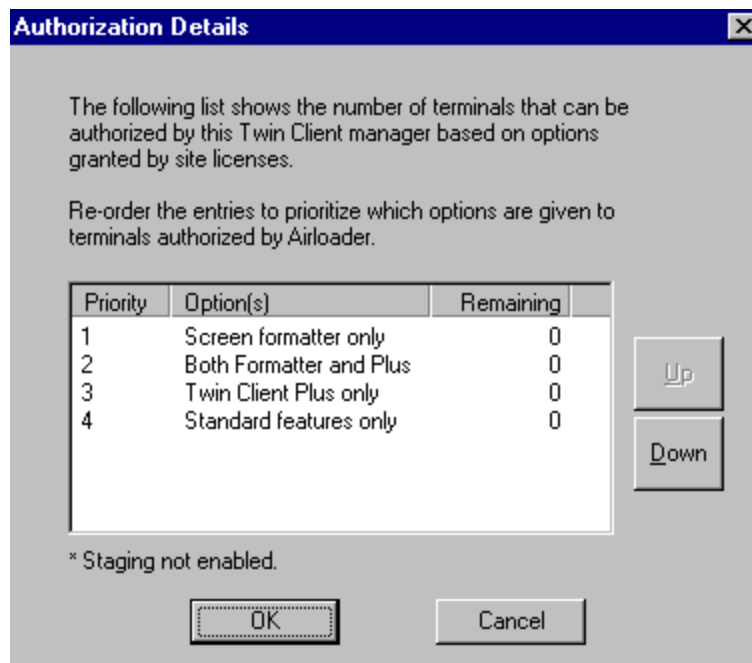 Authorization Details
The following list shows the number of terminals that can be
authorized by this Twin Client manager based on options
granted by site licenses.
Re-order the entries to prioritize which options are given to
terminals authorized by Airloader.
Priority Option(s) Remaining
1 Screen formatter only 0
2 Both Formatter and Plus 0
3 Twin Client Plus only 0
4 Standard features only 0
Up
Down
* Staging not enabled.
OK Cancel